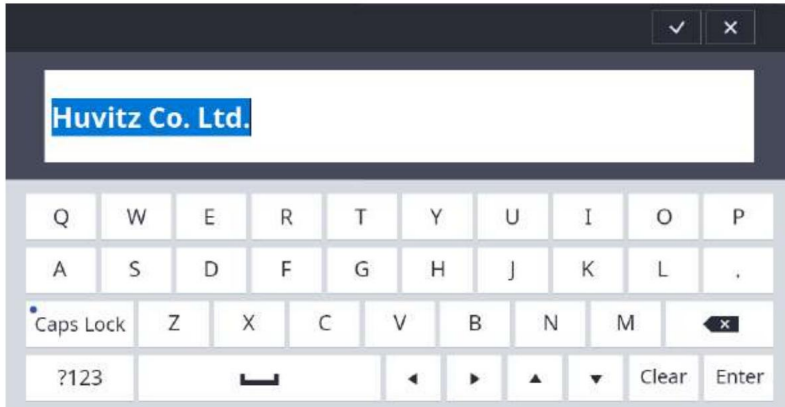 Huvitz Co. Ltd.
Q W E R T Y U I O P
A S D F G H J K L .
Caps Lock Z X C V B N M
?123 Clear Enter